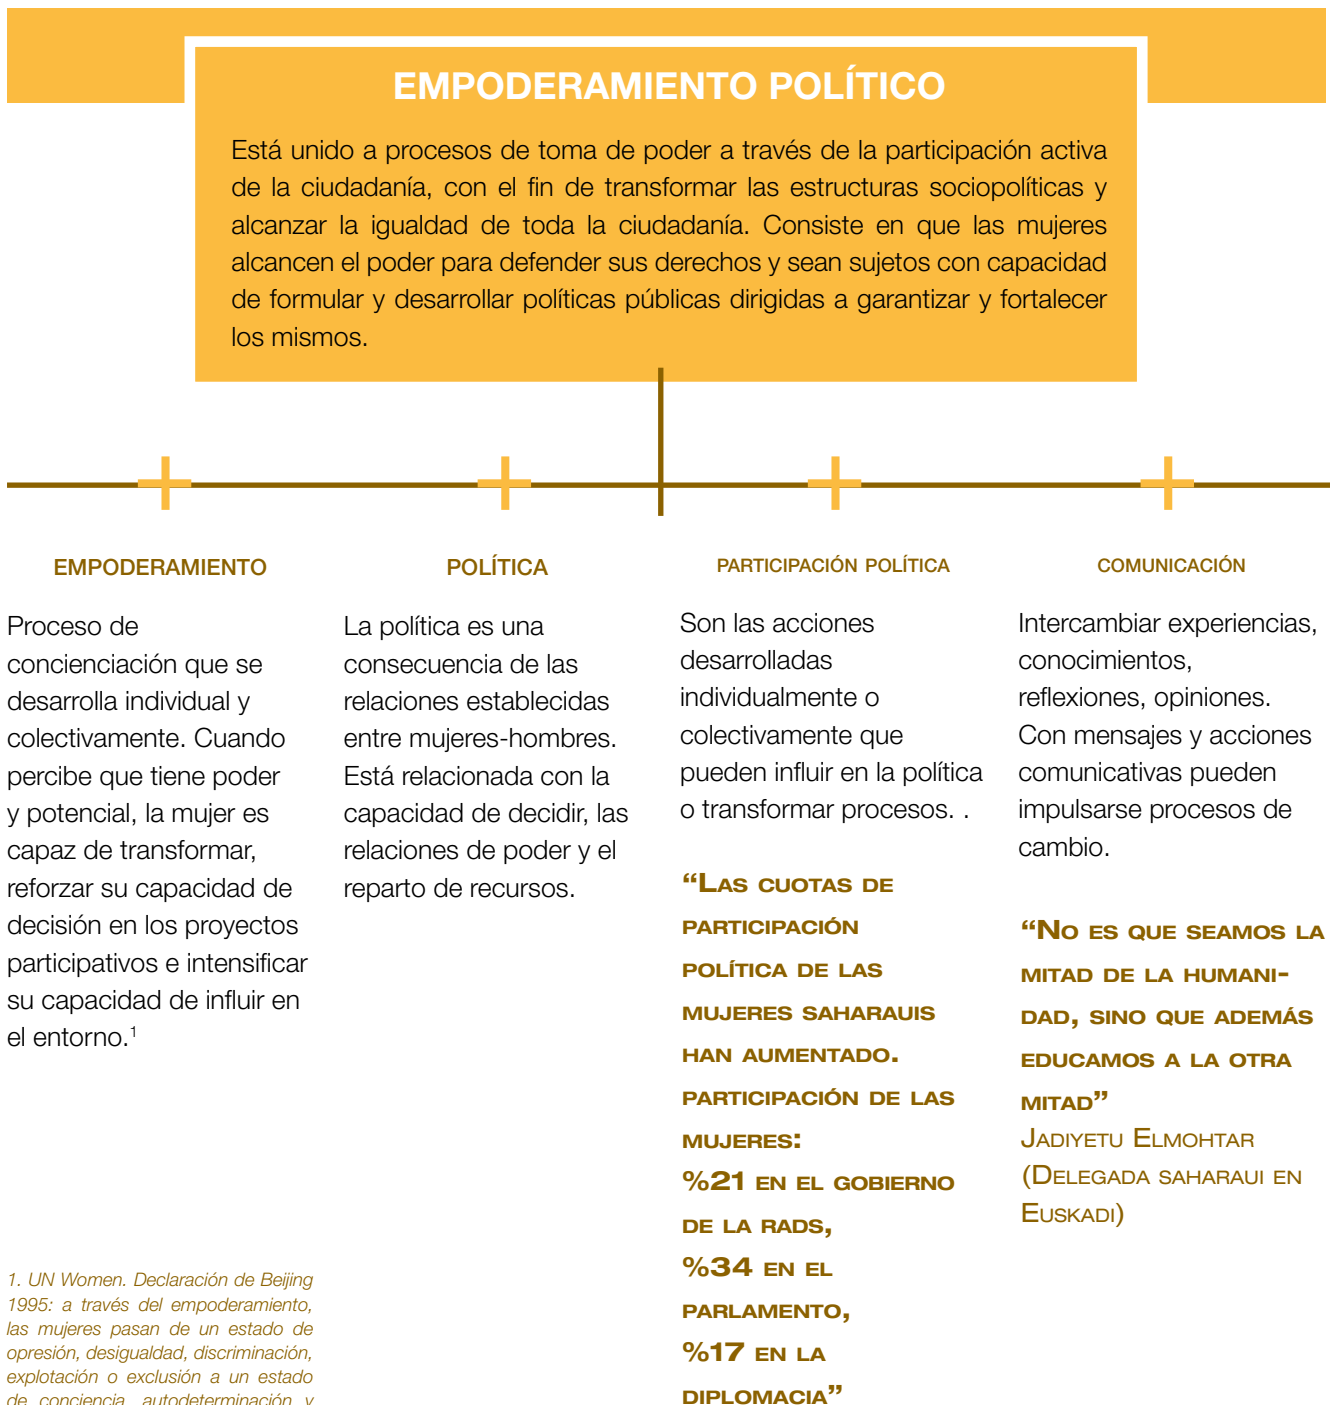 EMPODERAMIENTO POLÍTICO
Está unido a procesos de toma de poder a través de la participación activa
de la ciudadanía, con el fin de transformar las estructuras sociopolíticas y
alcanzar la igualdad de toda la ciudadanía. Consiste en que las mujeres
alcancen el poder para defender sus derechos y sean sujetos con capacidad
de formular y desarrollar políticas públicas dirigidas a garantizar y fortalecer
los mismos.
EMPODERAMIENTO
Proceso de
concienciación que se
desarrolla individual y
colectivamente. Cuando
percibe que tiene poder
y potencial, la mujer es
capaz de transformar,
reforzar su capacidad de
decisión en los proyectos
participativos e intensificar
su capacidad de influir en
el entorno.1
1. UN Women. Declaración de Beijing
1995: a través del empoderamiento,
las mujeres pasan de un estado de
opresión, desigualdad, discriminación,
explotación o exclusión a un estado
de conciencia, autodeterminación y
POLÍTICA
La política es una
consecuencia de las
relaciones establecidas
entre mujeres-hombres.
Está relacionada con la
capacidad de decidir, las
relaciones de poder y el
reparto de recursos.
PARTICIPACIÓN POLÍTICA
Son las acciones
desarrolladas
individualmente o
colectivamente que
pueden influir en la política
o transformar procesos. .
“LAS CUOTAS DE
PARTICIPACIÓN
POLÍTICA DE LAS
MUJERES SAHARAUIS
HAN AUMENTADO.
PARTICIPACIÓN DE LAS
MUJERES:
%21 EN EL GOBIERNO
DE LA RADS,
%34 EN EL
PARLAMENTO,
%17 EN LA
DIPLOMACIA”
COMUNICACIÓN
Intercambiar experiencias,
conocimientos,
reflexiones, opiniones.
Con mensajes y acciones
comunicativas pueden
impulsarse procesos de
cambio.
“NO ES QUE SEAMOS LA
MITAD DE LA HUMANI-
DAD, SINO QUE ADEMÁS
EDUCAMOS A LA OTRA
MITAD”
JADIYETU ELMOHTAR
(DELEGADA SAHARAUI EN
EUSKADI)